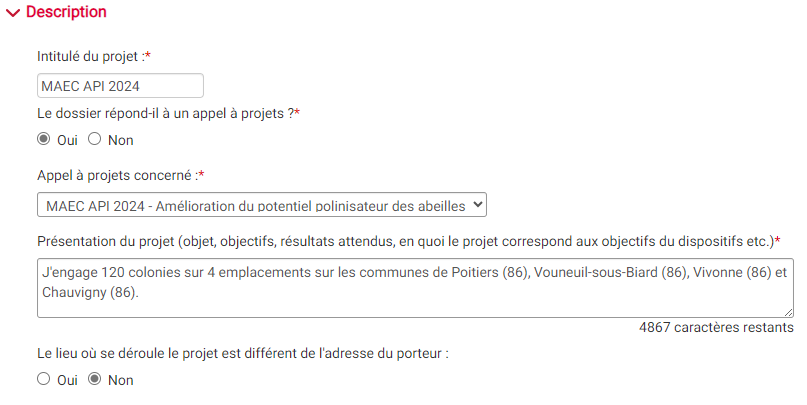 Description
Intitulé du projet :*
MAEC API 2024
Le dossier répond-il à un appel à projets ?*
Oui Non
Appel à projets concerné :*
MAEC API 2024 - Amélioration du potentiel polinisateur des abeilles
Présentation du projet (objet, objectifs, résultats attendus, en quoi le projet correspond aux objectifs du dispositifs etc.)*
J'engage 120 colonies sur 4 emplacements sur les communes de Poitiers (86), Vouneuil-sous-Biard (86), Vivonne (86) et
Chauvigny (86).
4867 caractères restants
Le lieu où se déroule le projet est différent de l'adresse du porteur :
Oui Non